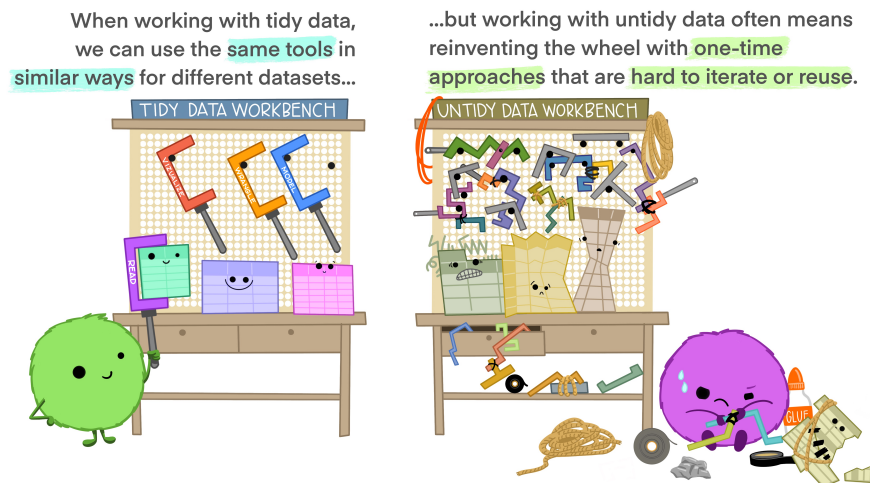 When working with tidy data,
we can use the same tools in
similar ways for different datasets...
...but working with untidy data often means
reinventing the wheel with one-time
approaches that are hard to iterate or reuse.
TIDY DATA WORKBENCH
UNTIDY DATA WORKBENCH
VISUALIZE
WRANGLE
MODEL
READ
GLUE